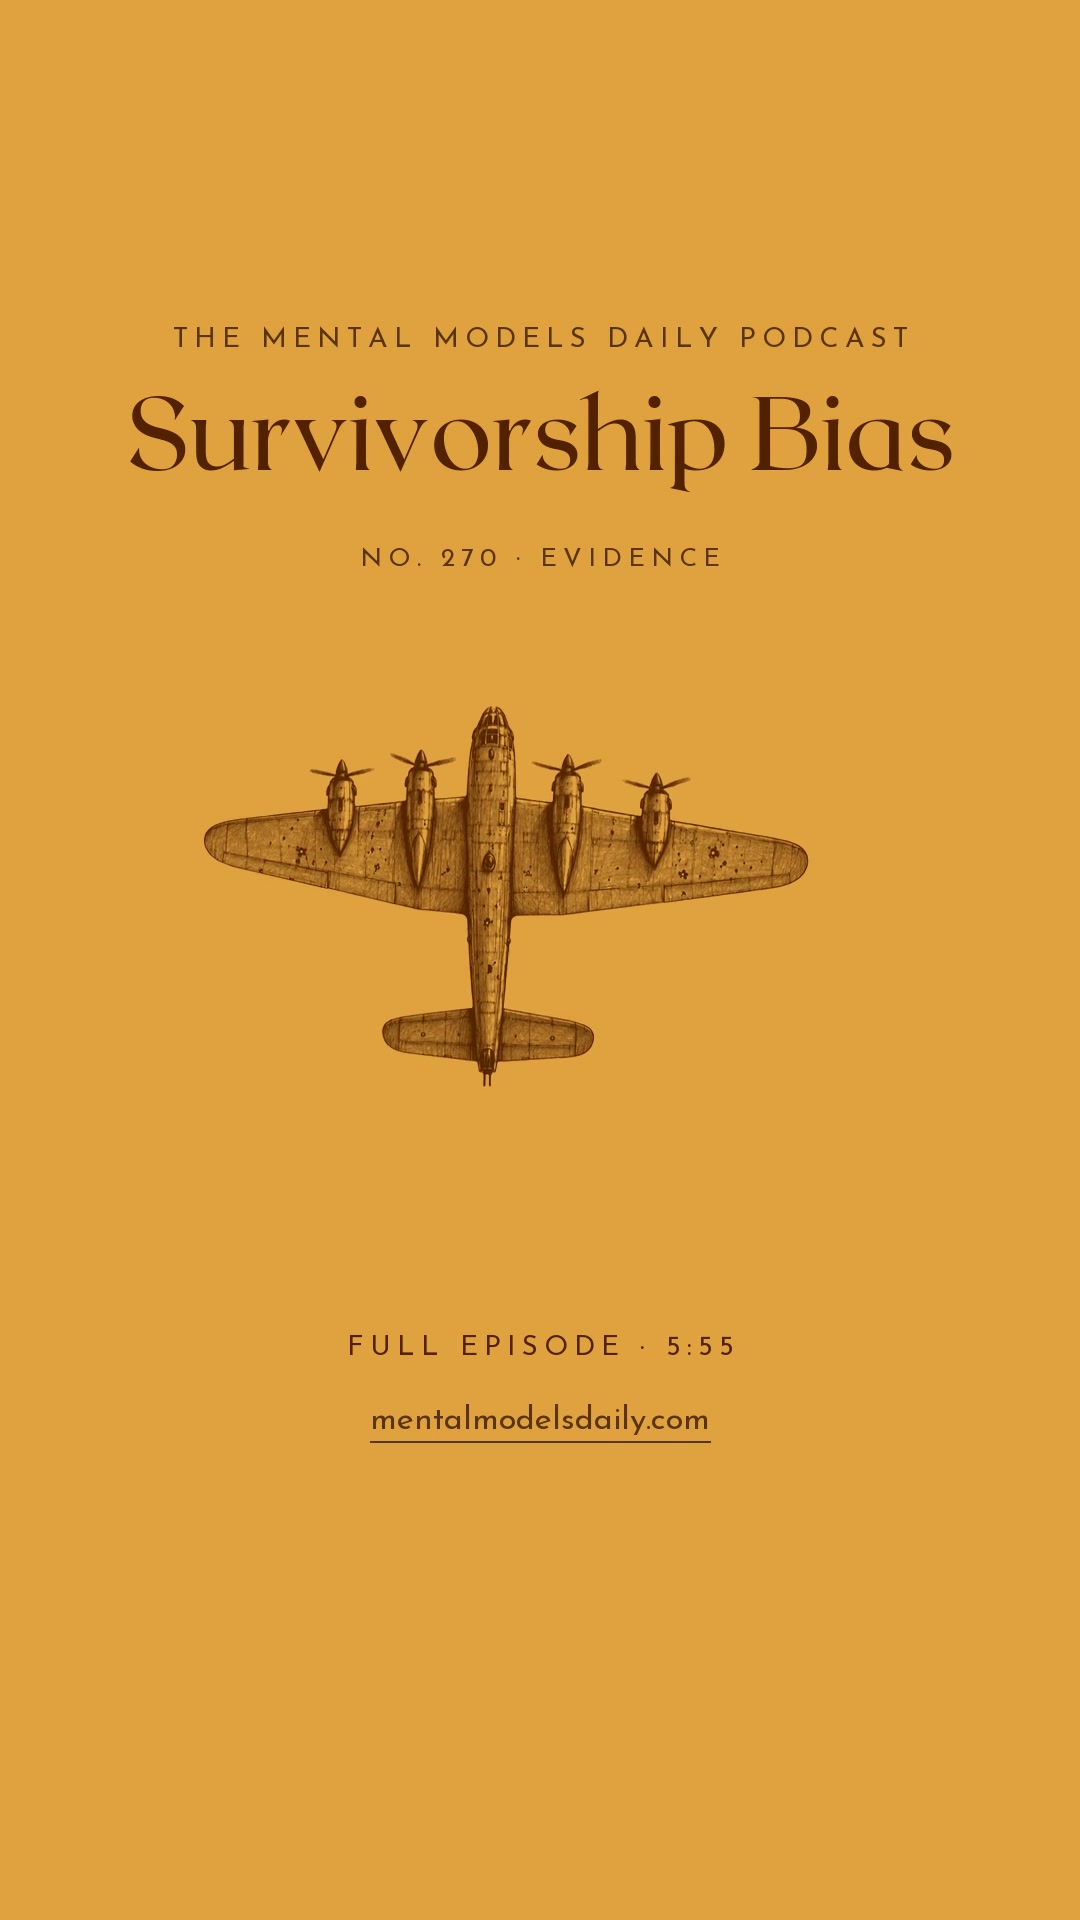 THE MENTAL MODELS DAILY PODCAST
Survivorship Bias
NO. 270 · EVIDENCE
FULL EPISODE · 5:55
mentalmodelsdaily.com